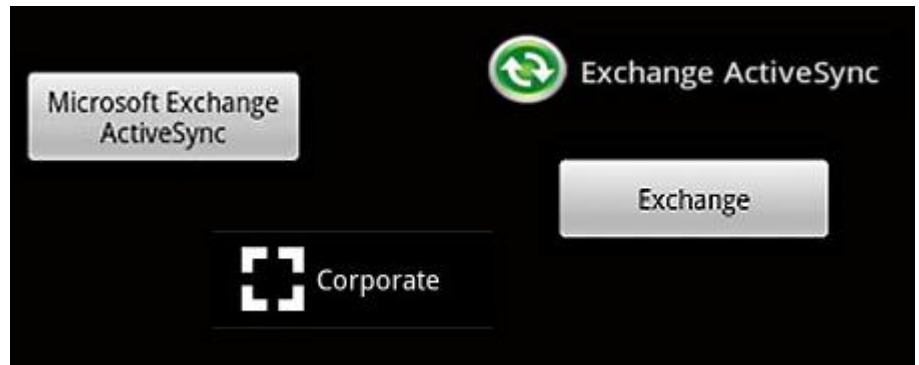 Exchange ActiveSync
Microsoft Exchange
ActiveSync
Exchange
Corporate